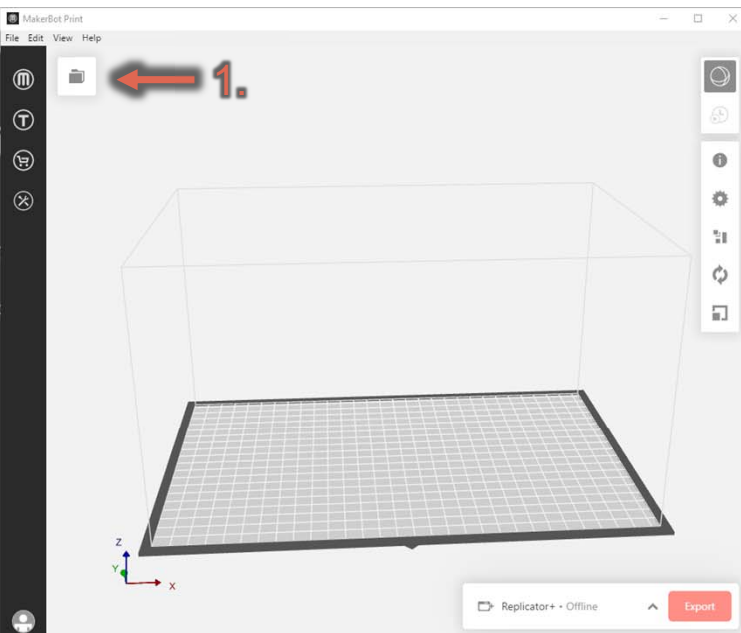 MakerBot Print
File Edit View Help
1.
Z
Y
X
Replicator+ • Offline
Export